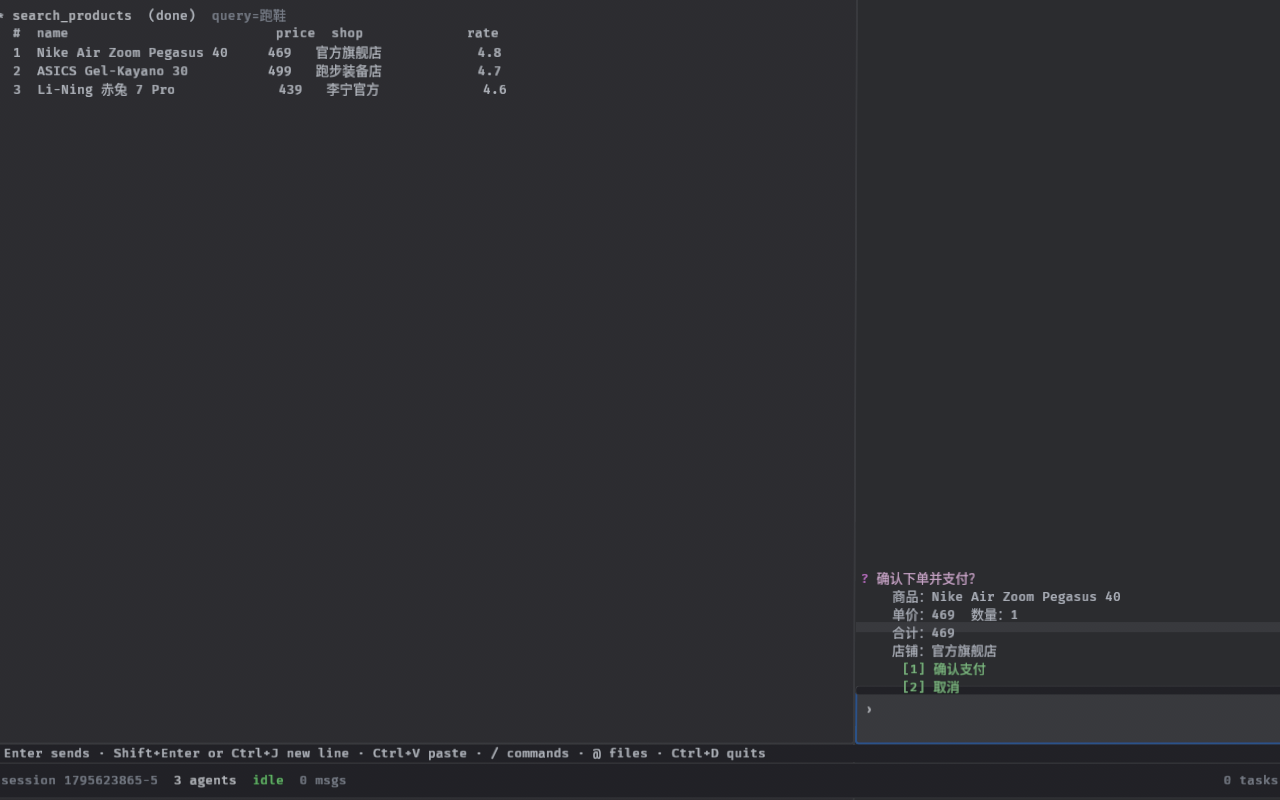 * search_products (done) query=跑鞋
# name price shop rate
1 Nike Air Zoom Pegasus 40 469 官方旗舰店 4.8
2 ASICS Gel-Kayano 30 499 跑步装备店 4.7
3 Li-Ning 赤兔 7 Pro 439 李宁官方 4.6
? 确认下单并支付?
商品: Nike Air Zoom Pegasus 40
单价: 469 数量: 1
合计: 469
店铺: 官方旗舰店
[1] 确认支付
[2] 取消
›
Enter sends · Shift+Enter or Ctrl+J new line · Ctrl+V paste · / commands · @ files · Ctrl+D quits
session 1795623865-5 3 agents idle 0 msgs 0 tasks